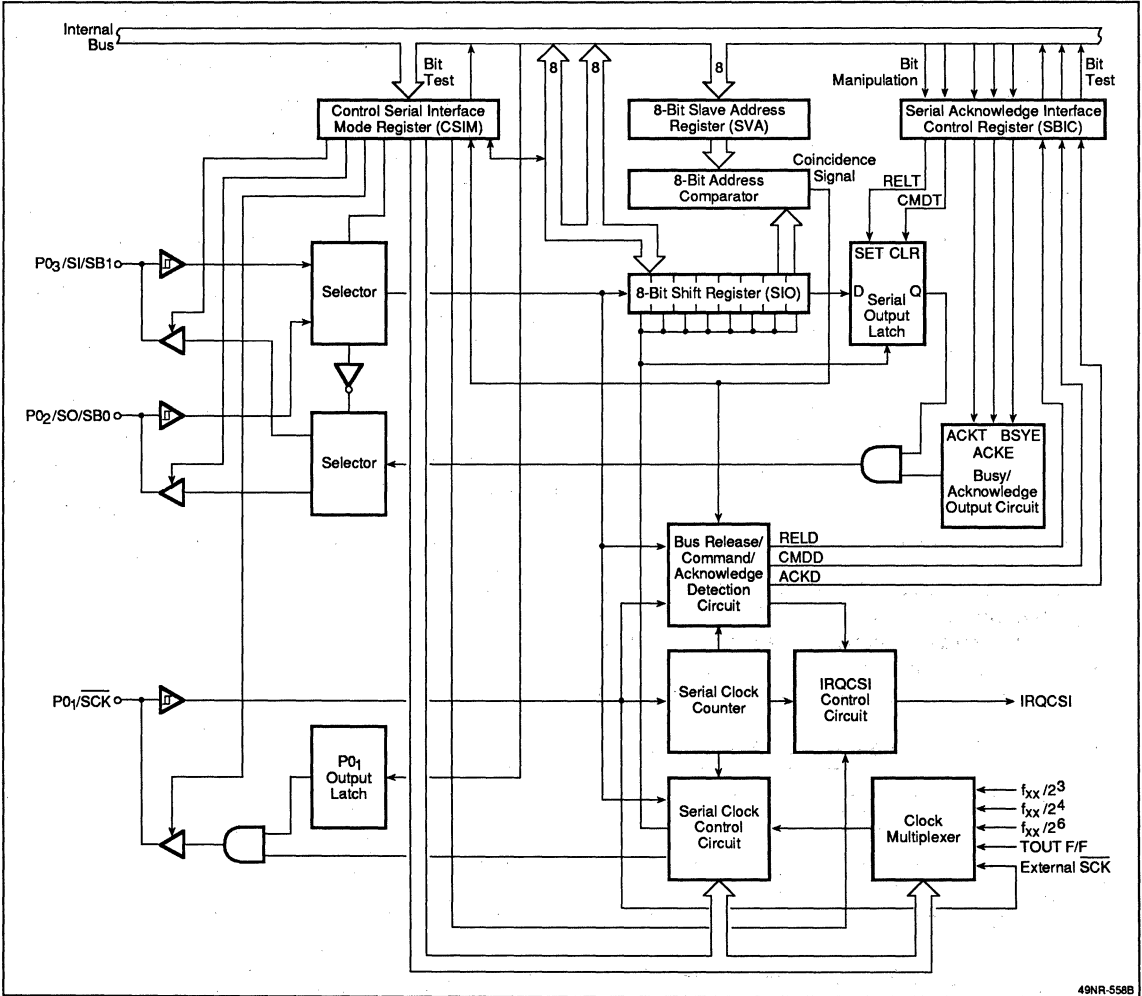 Internal
Bus
Bit
Test
8
8
8
Bit
Manipulation
Bit
Test
Control Serial Interface
Mode Register (CSIM)
8-Bit Slave Address
Register (SVA)
Serial Acknowledge Interface
Control Register (SBIC)
8-Bit Address
Comparator
Coincidence
Signal
RELT
CMDT
P0₃/SI/SB1
Selector
SET CLR
D Q
Serial
Output
Latch
8-Bit Shift Register (SIO)
P0₂/SO/SB0
Selector
ACKT BSYE
ACKE
Busy/
Acknowledge
Output Circuit
Bus Release/
Command/
Acknowledge
Detection
Circuit
RELD
CMDD
ACKD
P0₁/S̅C̅K̅
Serial Clock
Counter
IRQCSI
Control
Circuit
IRQCSI
P0₁
Output
Latch
Serial Clock
Control
Circuit
Clock
Multiplexer
fxx/2³
fxx/2⁴
fxx/2⁶
TOUT F/F
External S̅C̅K̅
49NR-558B